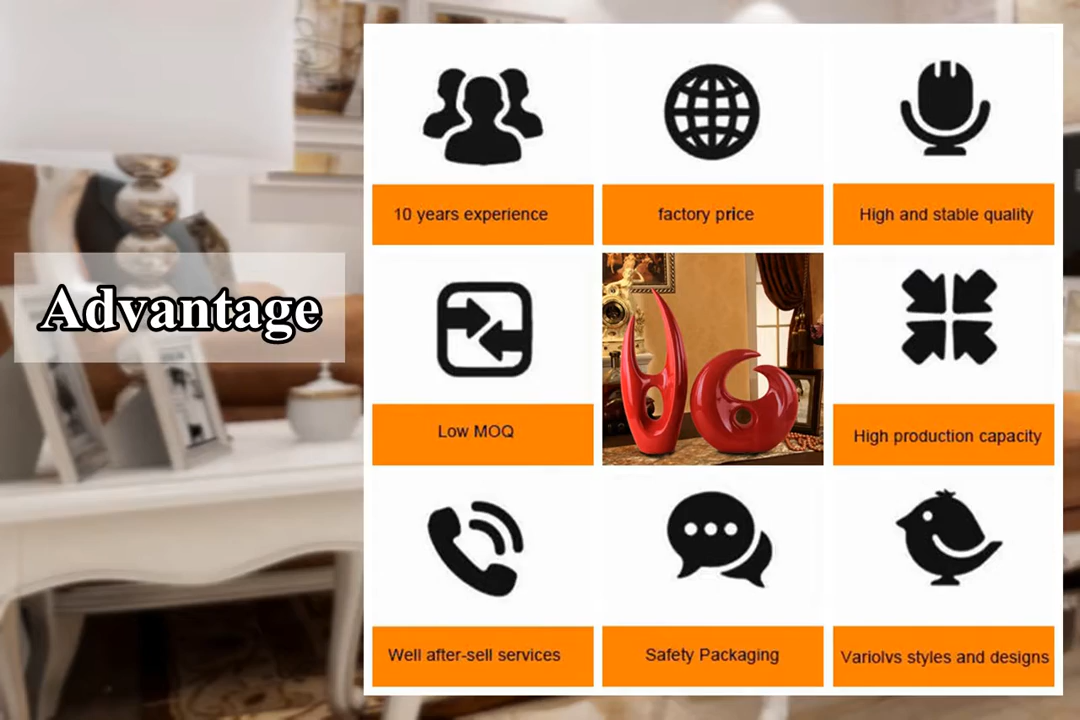 Advantage
10 years experience
factory price
High and stable quality
Low MOQ
High production capacity
Well after-sell services
Safety Packaging
Variolvs styles and designs